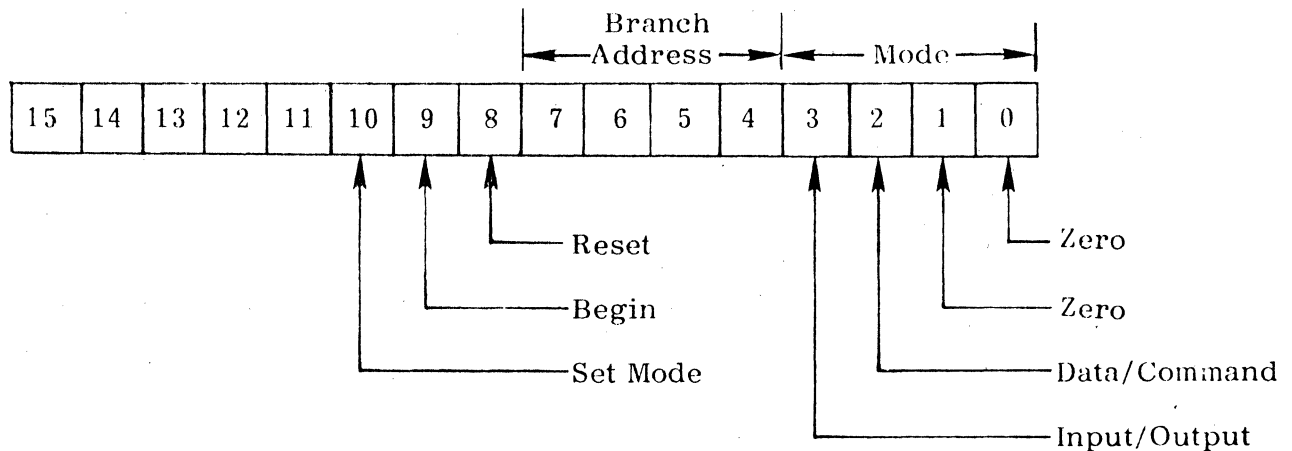 Branch
Address Mode
15 14 13 12 11 10 9 8 7 6 5 4 3 2 1 0
Reset Zero
Begin Zero
Set Mode Data/Command
Input/Output